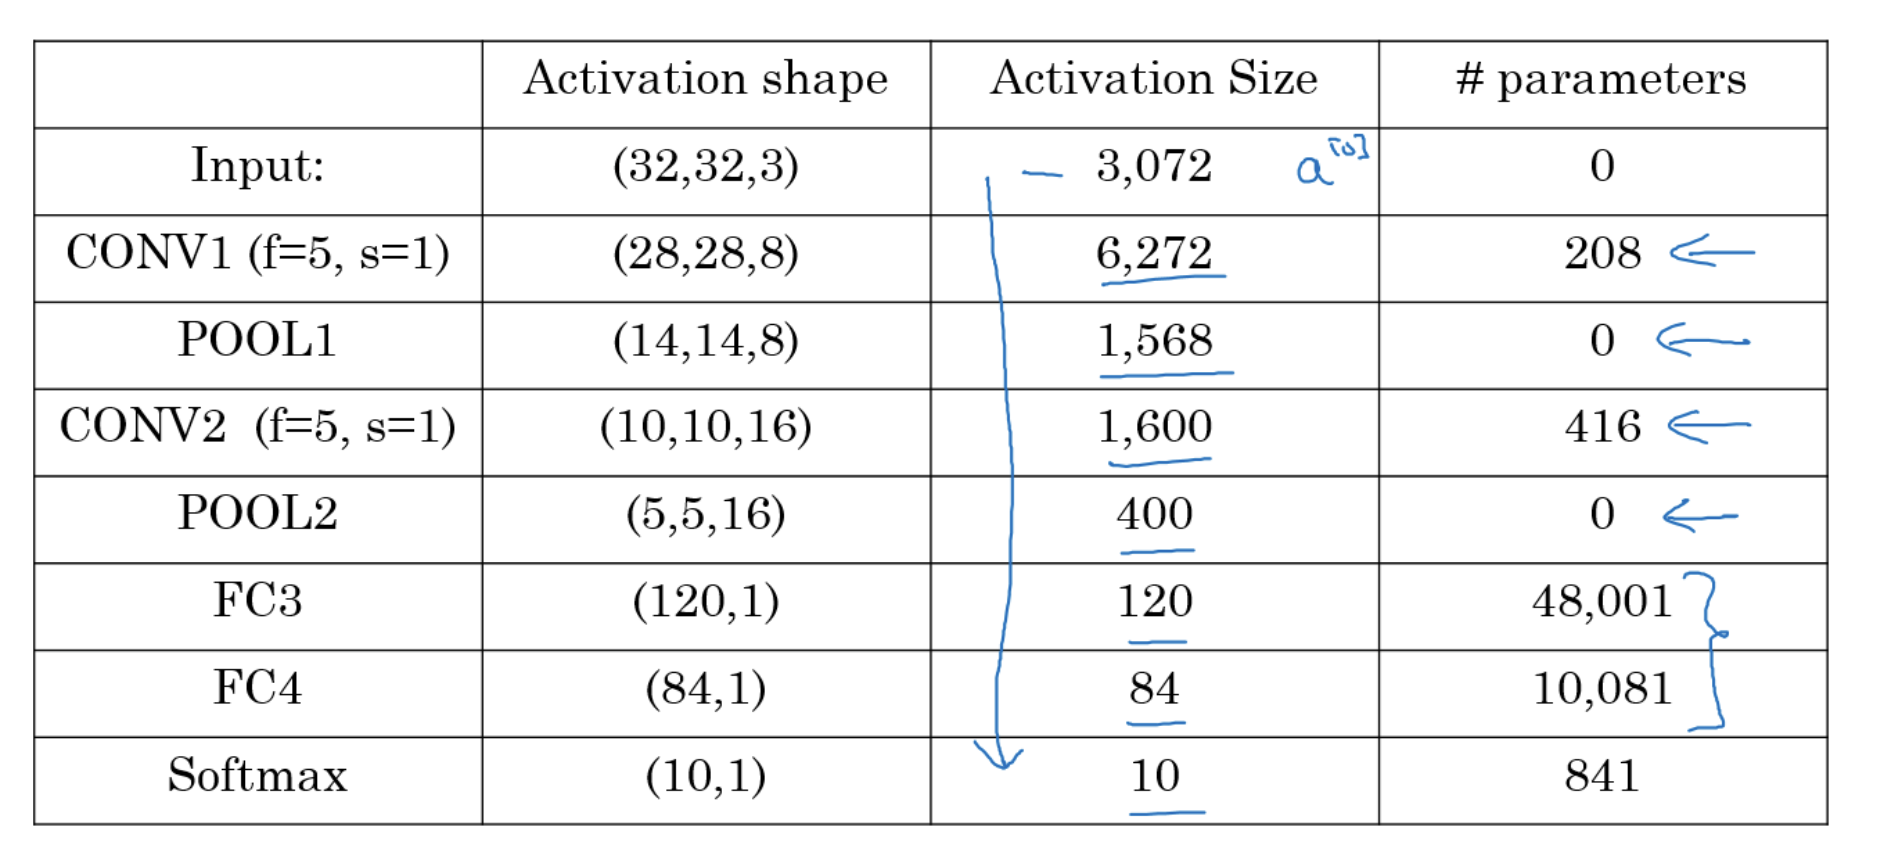 Activation shape Activation Size # parameters
Input: (32,32,3) 3,072 a[0] 0
CONV1 (f=5, s=1) (28,28,8) 6,272 208
POOL1 (14,14,8) 1,568 0
CONV2 (f=5, s=1) (10,10,16) 1,600 416
POOL2 (5,5,16) 400 0
FC3 (120,1) 120 48,001
FC4 (84,1) 84 10,081
Softmax (10,1) 10 841